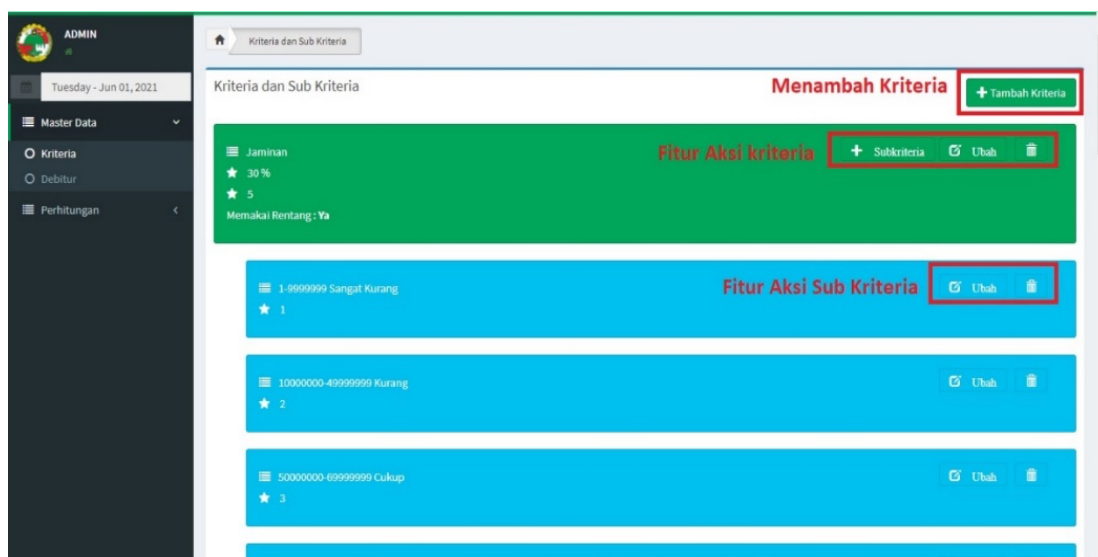 ADMIN
Tuesday - Jun 01, 2021
Master Data
Kriteria
Debitur
Perhitungan
Kriteria dan Sub Kriteria
Kriteria dan Sub Kriteria
Menambah Kriteria
Tambah Kriteria
Jaminan
30 %
5
Memakai Rentang : Ya
Fitur Aksi kriteria
Subkriteria Ubah
1-9999999 Sangat Kurang
1
Fitur Aksi Sub Kriteria
Ubah
10000000-49999999 Kurang
2
Ubah
50000000-69999999 Cukup
3
Ubah